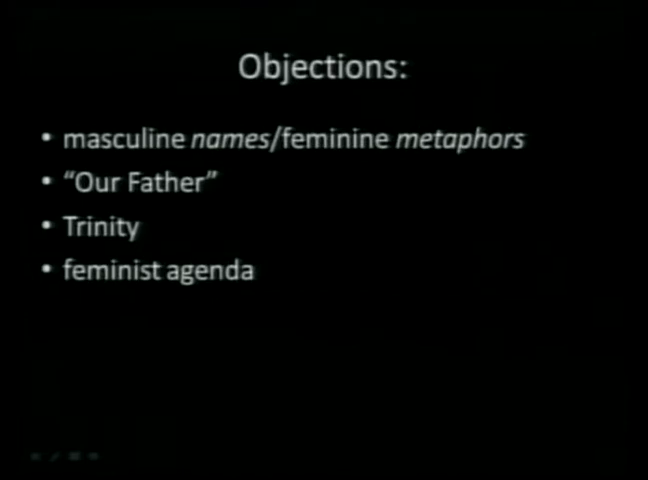 Objections:
• masculine names/feminine metaphors
• “Our Father”
• Trinity
• feminist agenda